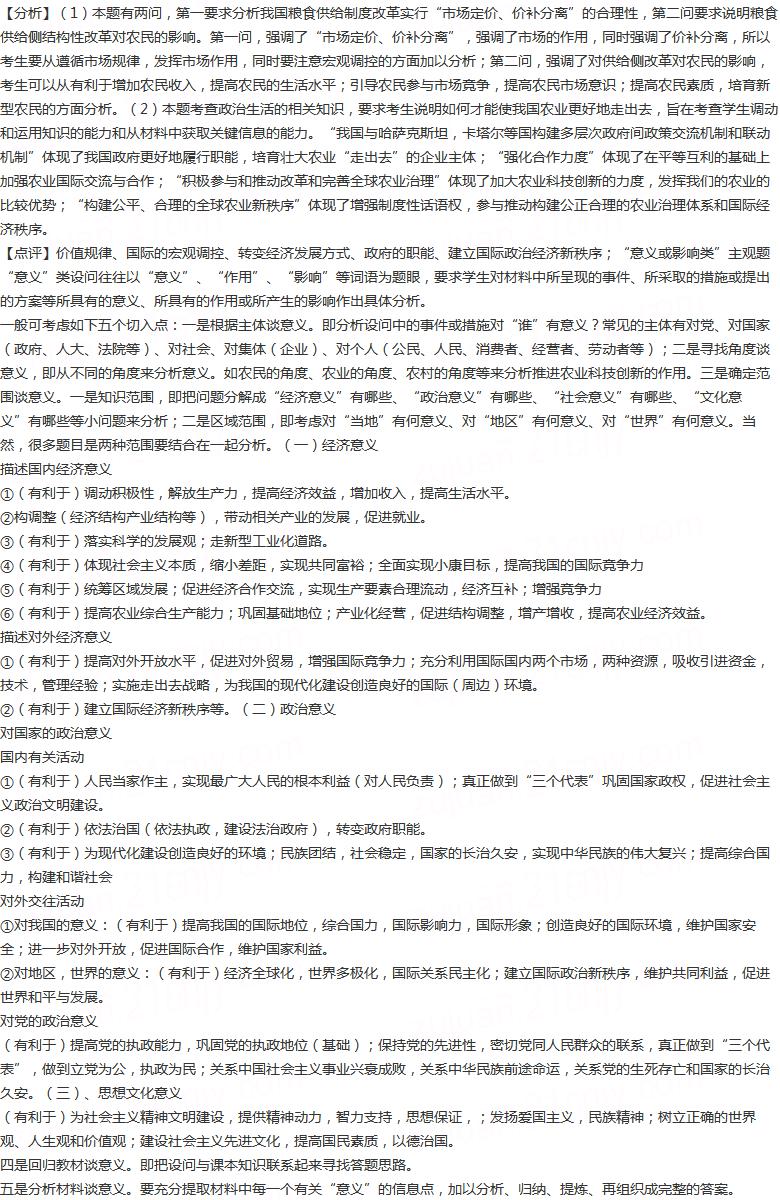 【分析】（1）本题有两问，第一要求分析我国粮食供给制度改革实行“市场定价、价补分离”的合理性，第二问要求说明粮食
供给侧结构性改革对农民的影响。第一问，强调了“市场定价、价补分离”，强调了市场的作用，同时强调了价补分离，所以
考生要从遵循市场规律，发挥市场作用，同时要注意宏观调控的方面加以分析；第二问，强调了对供给侧改革对农民的影响，
考生可以从有利于增加农民收入，提高农民的生活水平；引导农民参与市场竞争，提高农民市场意识；提高农民素质，培育新
型农民的方面分析。（2）本题考查政治生活的相关知识，要求考生说明如何才能使我国农业更好地走出去，旨在考查学生调动
和运用知识的能力和从材料中获取关键信息的能力。“我国与哈萨克斯坦，卡塔尔等国构建多层次政府间政策交流机制和联动
机制”体现了我国政府更好地履行职能，培育壮大农业“走出去”的企业主体；“强化合作力度”体现了在平等互利的基础上
加强农业国际交流与合作；“积极参与和推动改革和完善全球农业治理”体现了加大农业科技创新的力度，发挥我们的农业的
比较优势；“构建公平、合理的全球农业新秩序”体现了增强制度性话语权，参与推动构建公正合理的农业治理体系和国际经
济秩序。
【点评】价值规律、国际的宏观调控、转变经济发展方式、政府的职能、建立国际政治经济新秩序；“意义或影响类”主观题
“意义”类设问往往以“意义”、“作用”、“影响”等词语为题眼，要求学生对材料中所呈现的事件、所采取的措施或提出
的方案等所具有的意义、所具有的作用或所产生的影响作出具体分析。
一般可考虑如下五个切入点：一是根据主体谈意义。即分析设问中的事件或措施对“谁”有意义？常见的主体有对党、对国家
（政府、人大、法院等）、对社会、对集体（企业）、对个人（公民、人民、消费者、经营者、劳动者等）；二是寻找角度谈
意义，即从不同的角度来分析意义。如农民的角度、农业的角度、农村的角度等来分析推进农业科技创新的作用。三是确定范
围谈意义。一是知识范围，即把问题分解成“经济意义”有哪些、“政治意义”有哪些、“社会意义”有哪些、“文化意
义”有哪些等小问题来分析；二是区域范围，即考虑对“当地”有何意义、对“地区”有何意义、对“世界”有何意义。当
然，很多题目是两种范围要结合在一起分析。（一）经济意义
描述国内经济意义
①（有利于）调动积极性，解放生产力，提高经济效益，增加收入，提高生活水平。
②构调整（经济结构产业结构等），带动相关产业的发展，促进就业。
③（有利于）落实科学的发展观；走新型工业化道路。
④（有利于）体现社会主义本质，缩小差距，实现共同富裕；全面实现小康目标，提高我国的国际竞争力
⑤（有利于）统筹区域发展；促进经济合作交流，实现生产要素合理流动，经济互补；增强竞争力
⑥（有利于）提高农业综合生产能力；巩固基础地位；产业化经营，促进结构调整，增产增收，提高农业经济效益。
描述对外经济意义
①（有利于）提高对外开放水平，促进对外贸易，增强国际竞争力；充分利用国际国内两个市场，两种资源，吸收引进资金，
技术，管理经验；实施走出去战略，为我国的现代化建设创造良好的国际（周边）环境。
②（有利于）建立国际经济新秩序等。（二）政治意义
对国家的政治意义
国内有关活动
①（有利于）人民当家作主，实现最广大人民的根本利益（对人民负责）；真正做到“三个代表”巩固国家政权，促进社会主
义政治文明建设。
②（有利于）依法治国（依法执政，建设法治政府），转变政府职能。
③（有利于）为现代化建设创造良好的环境；民族团结，社会稳定，国家的长治久安，实现中华民族的伟大复兴；提高综合国
力，构建和谐社会
对外交往活动
①对我国的意义：（有利于）提高我国的国际地位，综合国力，国际影响力，国际形象；创造良好的国际环境，维护国家安
全；进一步对外开放，促进国际合作，维护国家利益。
②对地区，世界的意义：（有利于）经济全球化，世界多极化，国际关系民主化；建立国际政治新秩序，维护共同利益，促进
世界和平与发展。
对党的政治意义
（有利于）提高党的执政能力，巩固党的执政地位（基础）；保持党的先进性，密切党同人民群众的联系，真正做到“三个代
表”，做到立党为公，执政为民；关系中国社会主义事业兴衰成败，关系中华民族前途命运，关系党的生死存亡和国家的长治
久安。（三）、思想文化意义
（有利于）为社会主义精神文明建设，提供精神动力，智力支持，思想保证，；发扬爱国主义，民族精神；树立正确的世界
观、人生观和价值观；建设社会主义先进文化，提高国民素质，以德治国。
四是回归教材谈意义。即把设问与课本知识联系起来寻找答题思路。
五是分析材料谈意义。要充分提取材料中每一个有关“意义”的信息点，加以分析、归纳、提炼、再组织成完整的答案。